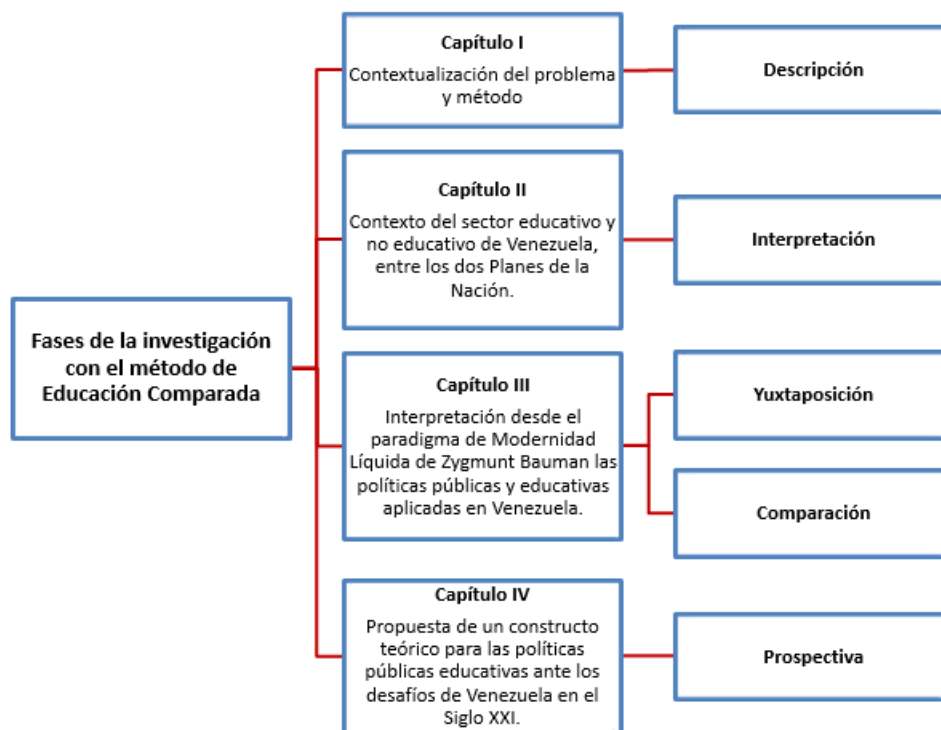 Fases de la investigación
con el método de
Educación Comparada
Capítulo I
Contextualización del problema
y método
Descripción
Capítulo II
Contexto del sector educativo y
no educativo de Venezuela,
entre los dos Planes de la
Nación.
Interpretación
Capítulo III
Interpretación desde el
paradigma de Modernidad
Líquida de Zygmunt Bauman las
políticas públicas y educativas
aplicadas en Venezuela.
Yuxtaposición
Comparación
Capítulo IV
Propuesta de un constructo
teórico para las políticas
públicas educativas ante los
desafíos de Venezuela en el
Siglo XXI.
Prospectiva